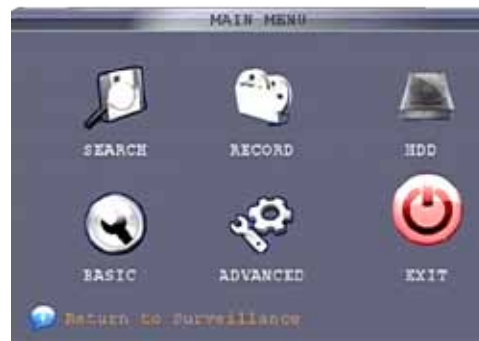 MAIN MENU
SEARCH RECORD HDD
BASIC ADVANCED EXIT
Return to Surveillance